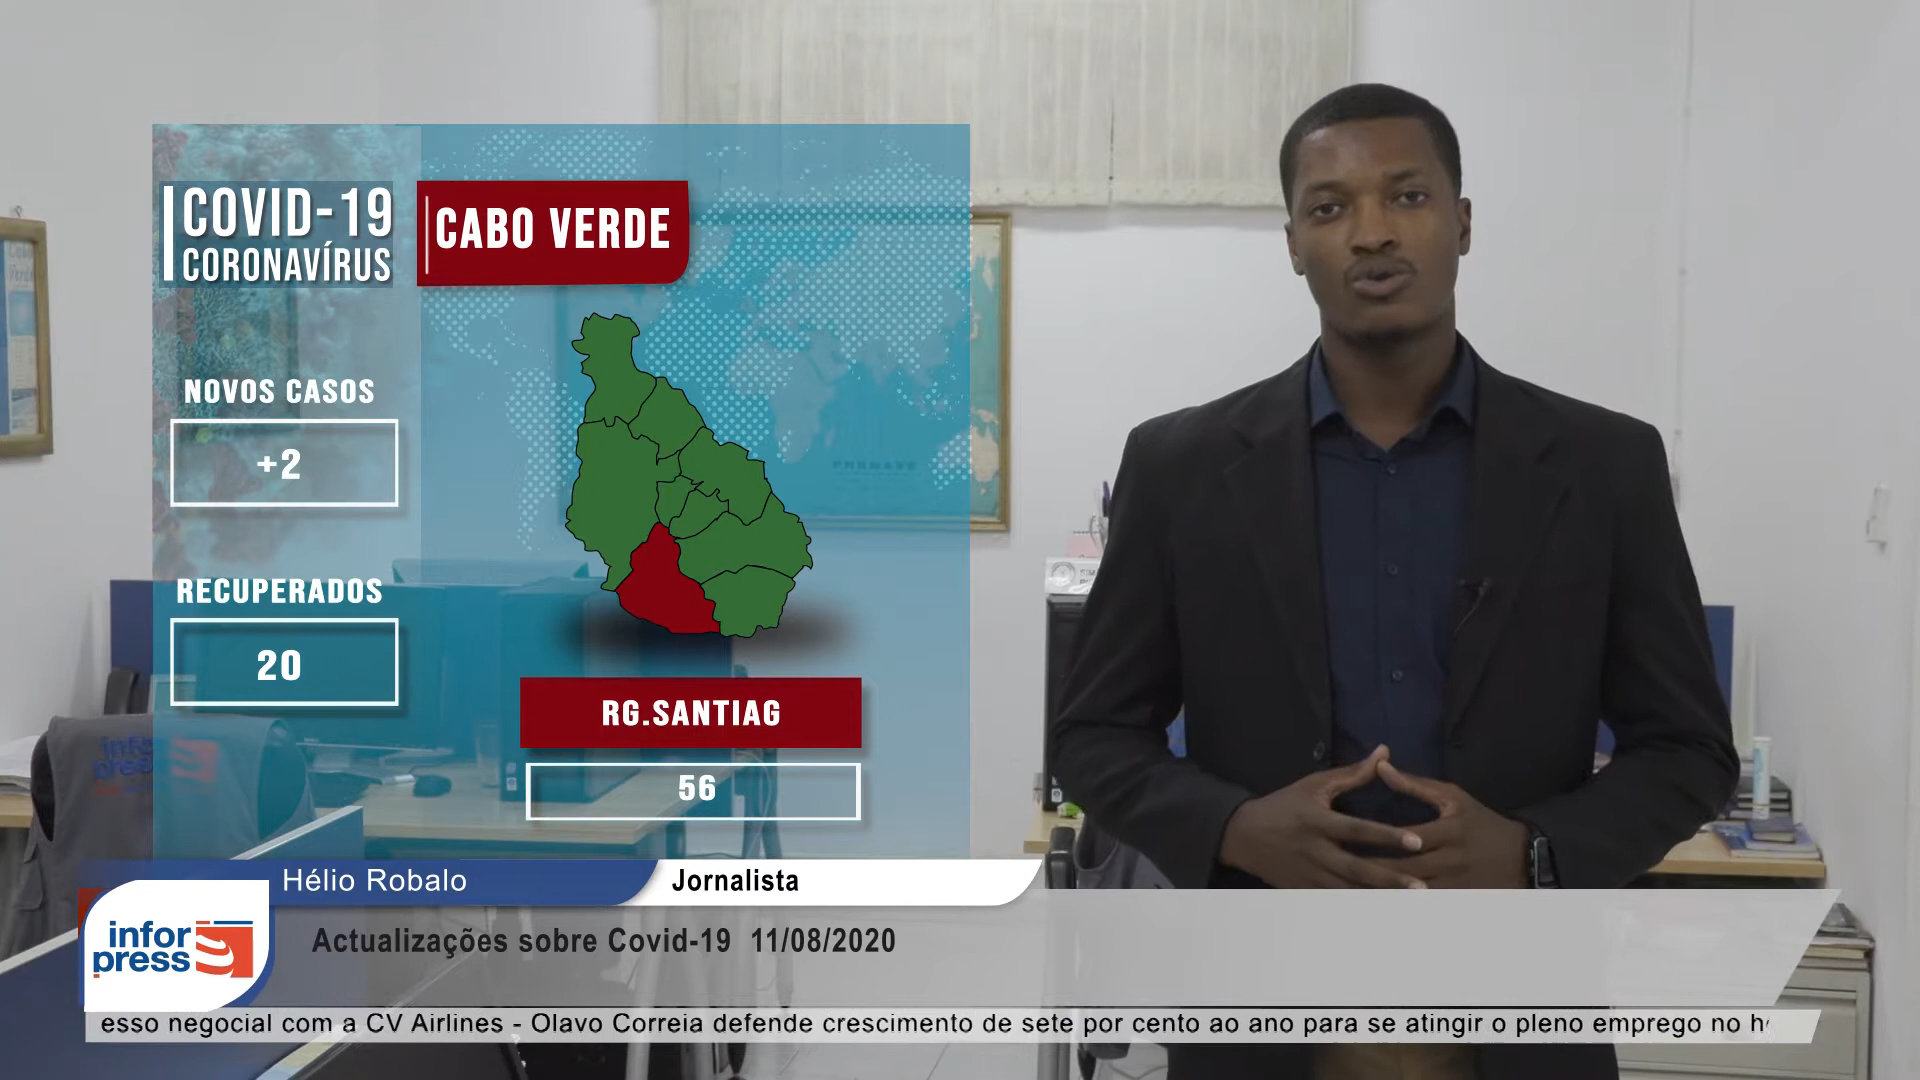 COVID-19
CORONAVÍRUS
CABO VERDE
NOVOS CASOS
+2
RECUPERADOS
20
RG.SANTIAG
56
Hélio Robalo
Jornalista
infor
press
Actualizações sobre Covid-19 11/08/2020
esso negocial com a CV Airlines - Olavo Correia defende crescimento de sete por cento ao ano para se atingir o pleno emprego no
infor
press